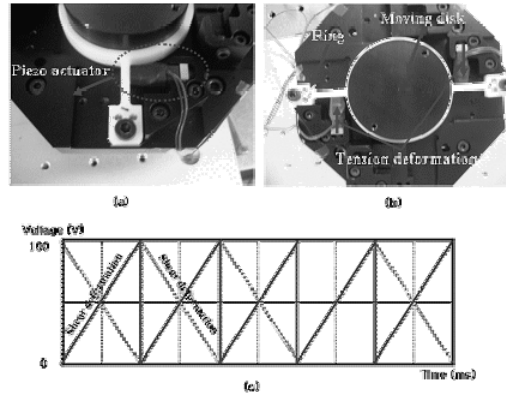 Piezo actuator
(a)
Moving disk
Ring
Tension deformation
(b)
Voltage (V)
100
Shear deformation
Shear deformation
0
Time (ms)
(c)